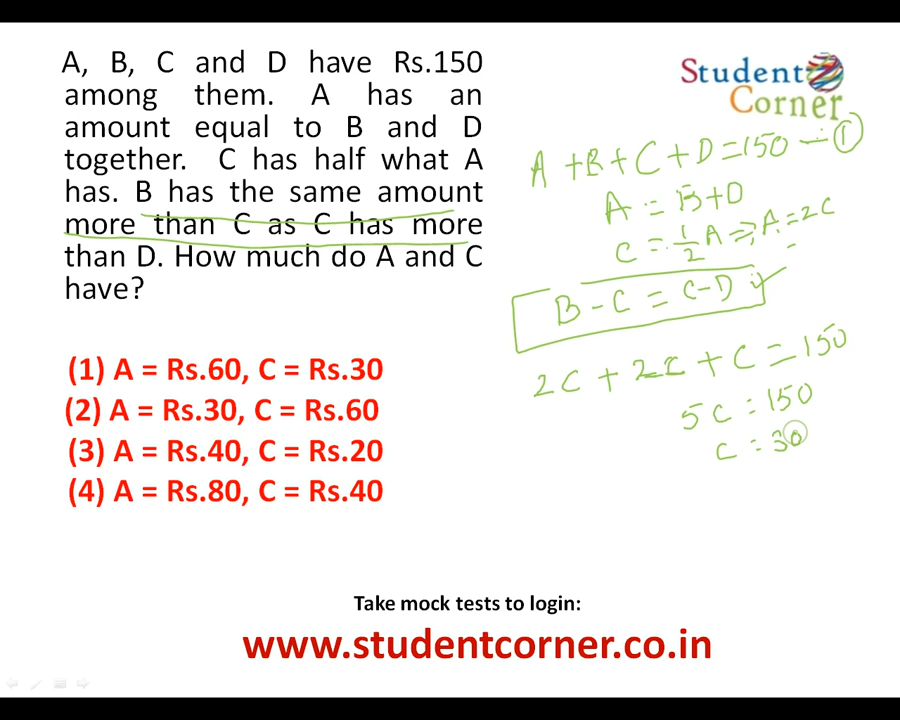 A, B, C and D have Rs.150
among them. A has an
amount equal to B and D
together. C has half what A
has. B has the same amount
more than C as C has more
than D. How much do A and C
have?
(1) A = Rs.60, C = Rs.30
(2) A = Rs.30, C = Rs.60
(3) A = Rs.40, C = Rs.20
(4) A = Rs.80, C = Rs.40
Student
Corner
A + B + C + D = 150 — ①
A = B + D
C = 1/2 A => A = 2C
B - C = C - D
2C + 2C + C = 150
5C = 150
C = 30
Take mock tests to login:
www.studentcorner.co.in